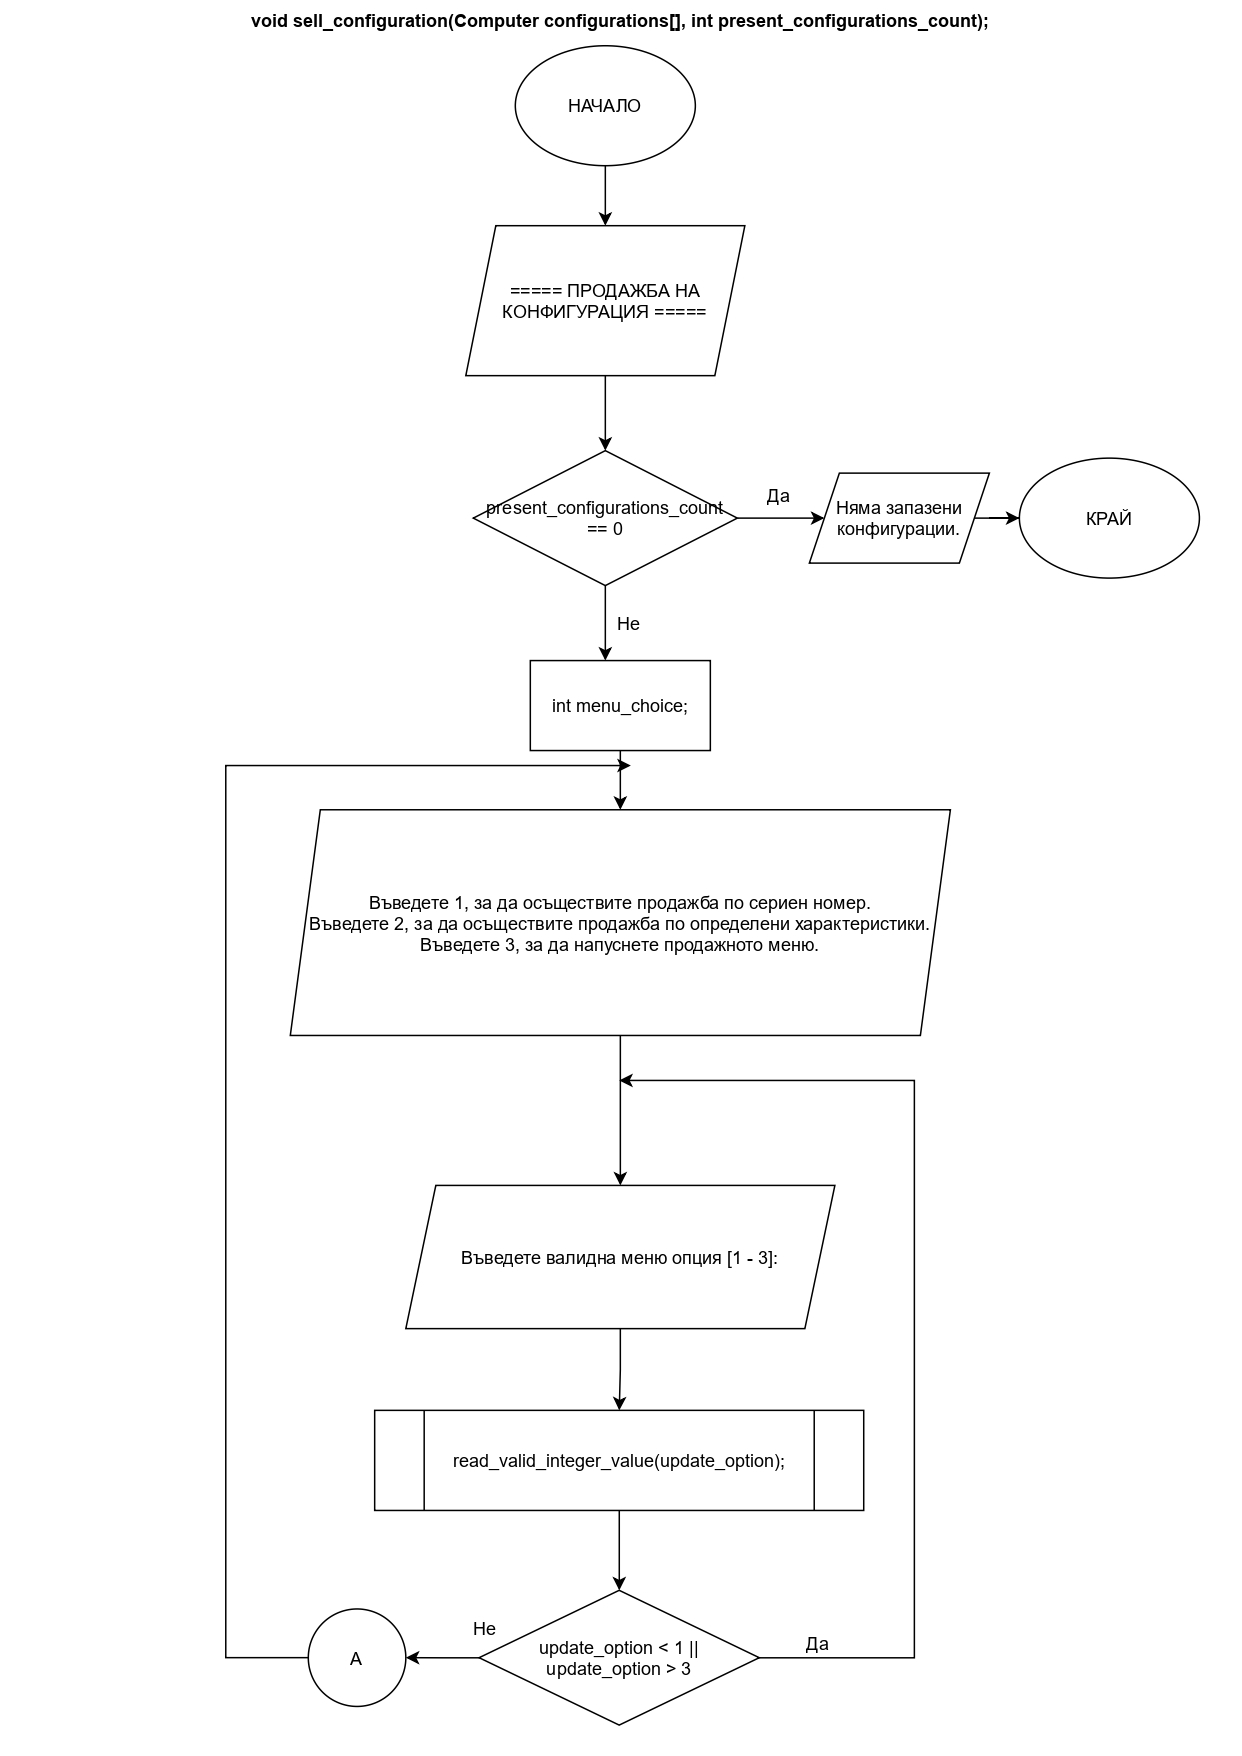 void sell_configuration(Computer configurations[], int present_configurations_count);
НАЧАЛО
===== ПРОДАЖБА НА
КОНФИГУРАЦИЯ =====
present_configurations_count
== 0
Да
Няма запазени
конфигурации.
КРАЙ
Не
int menu_choice;
Въведете 1, за да осъществите продажба по сериен номер.
Въведете 2, за да осъществите продажба по определени характеристики.
Въведете 3, за да напуснете продажното меню.
Въведете валидна меню опция [1 - 3]:
read_valid_integer_value(update_option);
Не
update_option < 1 ||
update_option > 3
Да
A